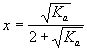 x = √K_a / (2 + √K_a)